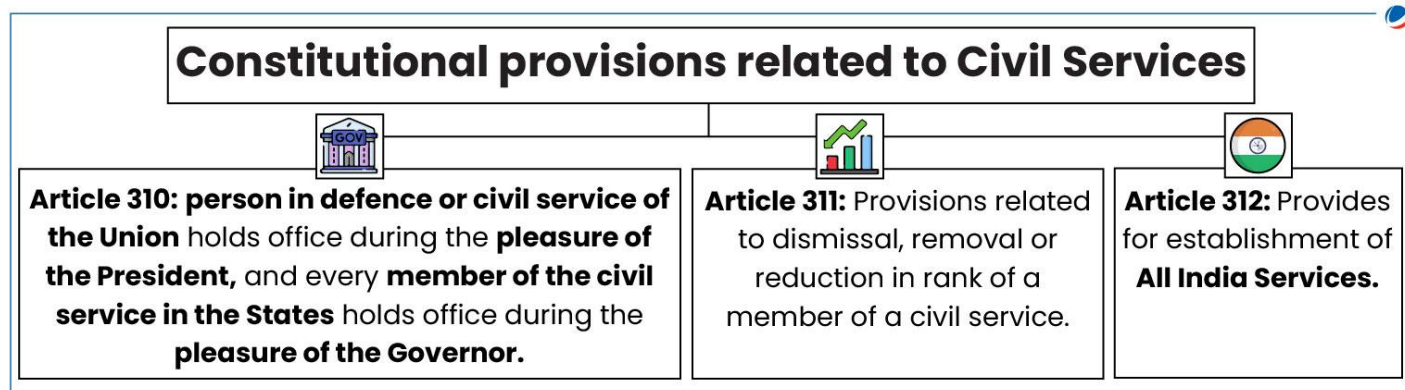 Constitutional provisions related to Civil Services
GOV
Article 310: person in defence or civil service of
the Union holds office during the pleasure of
the President, and every member of the civil
service in the States holds office during the
pleasure of the Governor.
Article 311: Provisions related
to dismissal, removal or
reduction in rank of a
member of a civil service.
Article 312: Provides
for establishment of
All India Services.